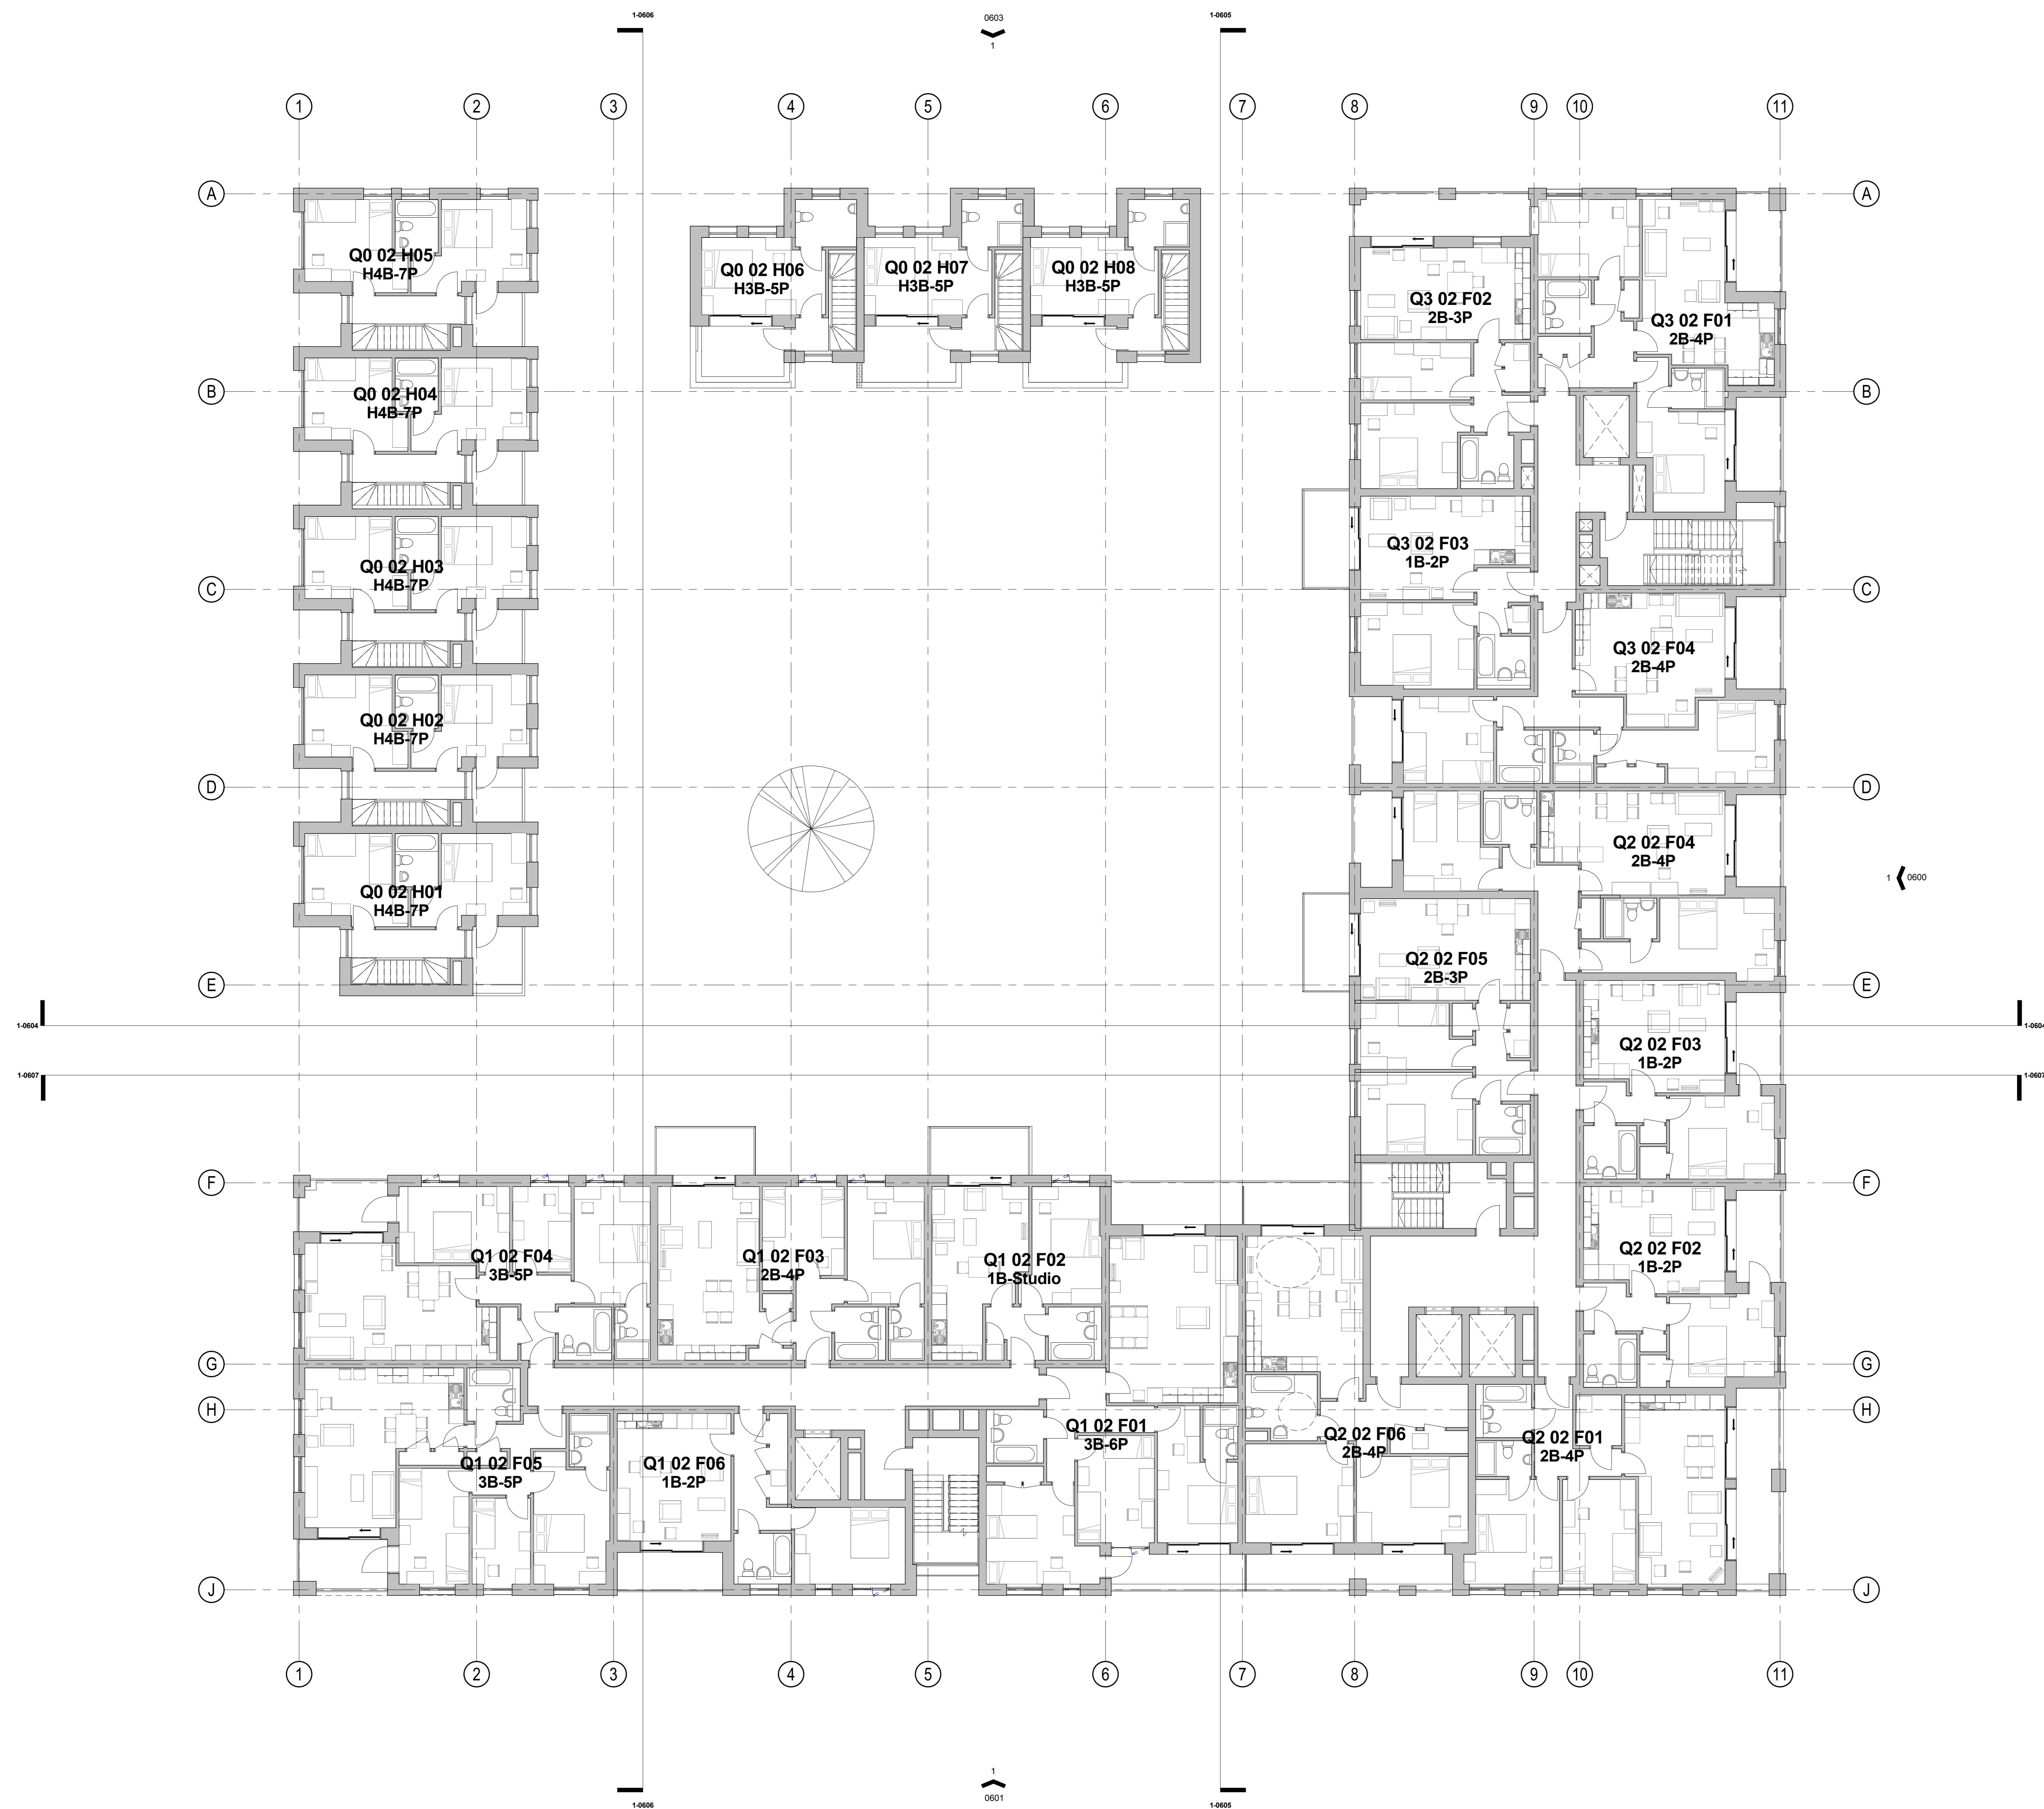 1-0606
0603
1
1-0605
1
2
3
4
5
6
7
8
9
10
11
A
A
Q0 02 H05
H4B-7P
Q0 02 H06
H3B-5P
Q0 02 H07
H3B-5P
Q0 02 H08
H3B-5P
Q3 02 F02
2B-3P
Q3 02 F01
2B-4P
B
B
Q0 02 H04
H4B-7P
Q3 02 F03
1B-2P
Q0 02 H03
H4B-7P
C
C
Q3 02 F04
2B-4P
Q0 02 H02
H4B-7P
D
D
Q2 02 F04
2B-4P
Q0 02 H01
H4B-7P
1
0600
Q2 02 F05
2B-3P
E
E
1-0604
1-0604
Q2 02 F03
1B-2P
1-0607
1-0607
F
F
Q1 02 F04
3B-5P
Q1 02 F03
2B-4P
Q1 02 F02
1B-Studio
Q2 02 F02
1B-2P
G
G
H
H
Q1 02 F05
3B-5P
Q1 02 F06
1B-2P
Q1 02 F01
3B-6P
Q2 02 F06
2B-4P
Q2 02 F01
2B-4P
J
J
1
2
3
4
5
6
7
8
9
10
11
1-0606
1
0601
1-0605